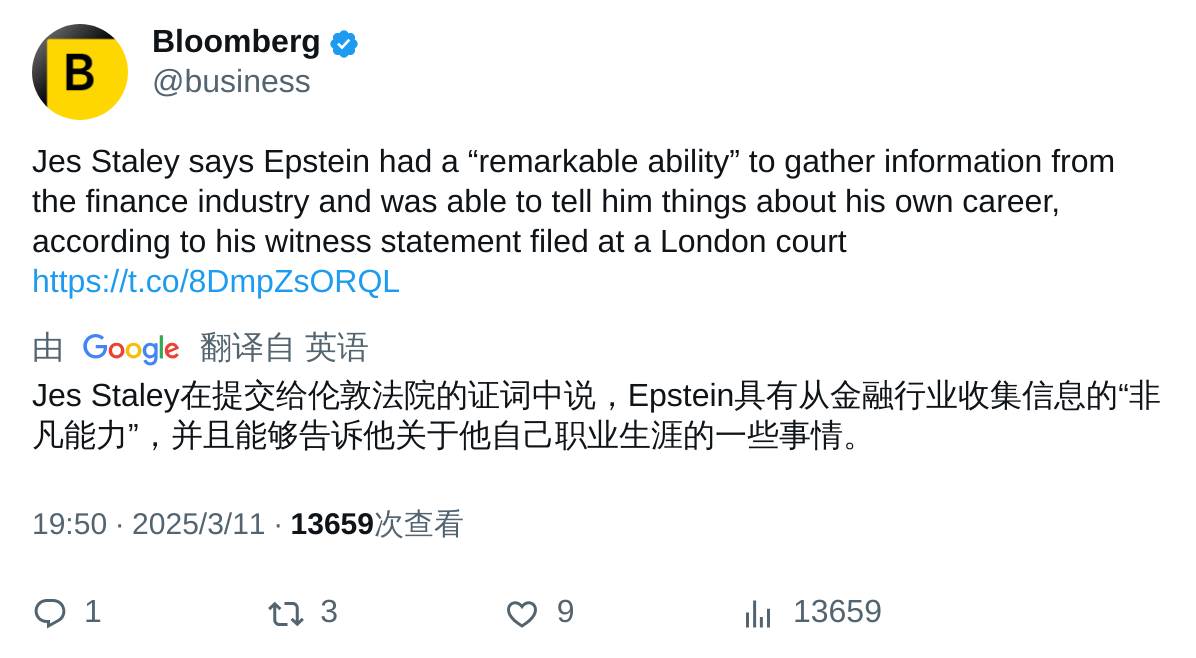 B
Bloomberg
@business
Jes Staley says Epstein had a “remarkable ability” to gather information from
the finance industry and was able to tell him things about his own career,
according to his witness statement filed at a London court
https://t.co/8DmpZsORQL
由 Google 翻译自 英语
Jes Staley在提交给伦敦法院的证词中说，Epstein具有从金融行业收集信息的“非
凡能力”，并且能够告诉他关于他自己职业生涯的一些事情。
19:50 · 2025/3/11 · 13659次查看
1 3 9 13659